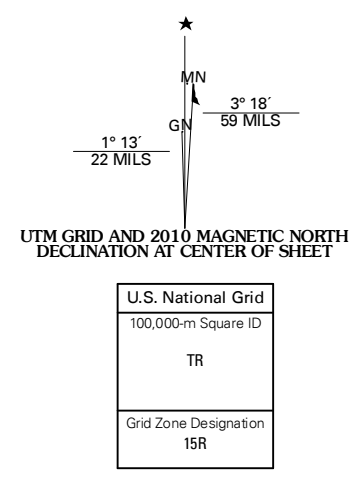 MN
3° 18´
59 MILS
GN
1° 13´
22 MILS
UTM GRID AND 2010 MAGNETIC NORTH
DECLINATION AT CENTER OF SHEET
U.S. National Grid
100,000-m Square ID
TR
Grid Zone Designation
15R